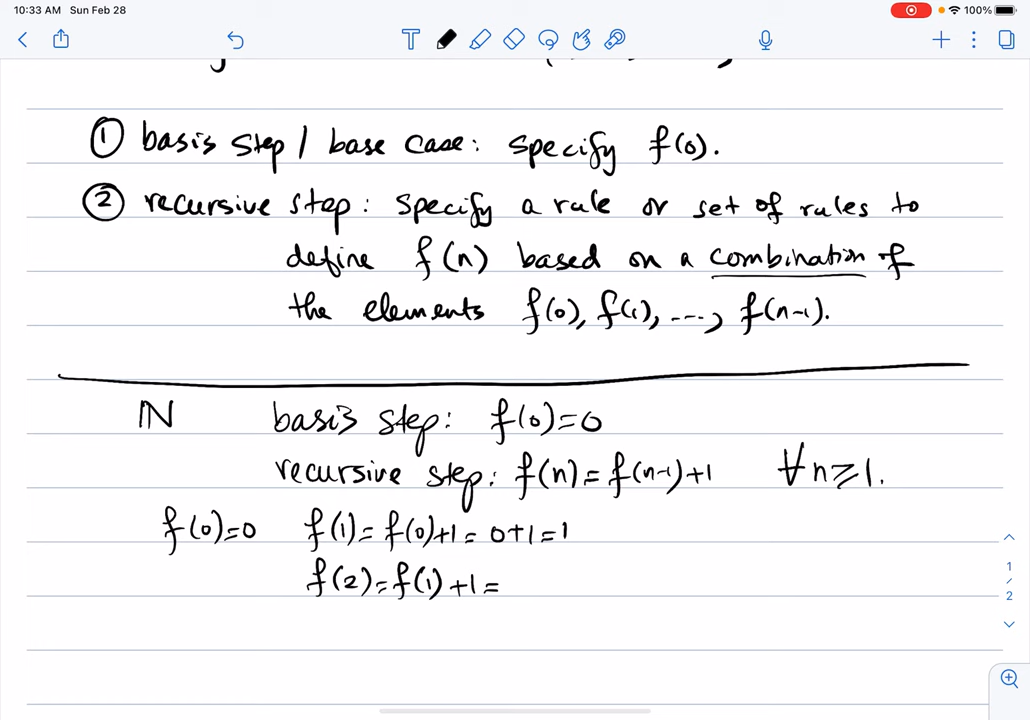 10:33 AM Sun Feb 28
100%
① basis step / base case: specify f(0).
② recursive step: specify a rule or set of rules to
define f(n) based on a combination of
the elements f(0), f(1), ---, f(n-1).
ℕ basis step: f(0)=0
recursive step: f(n)=f(n-1)+1 ∀n≥1.
f(0)=0 f(1)=f(0)+1=0+1=1
f(2)=f(1)+1=
1
/
2